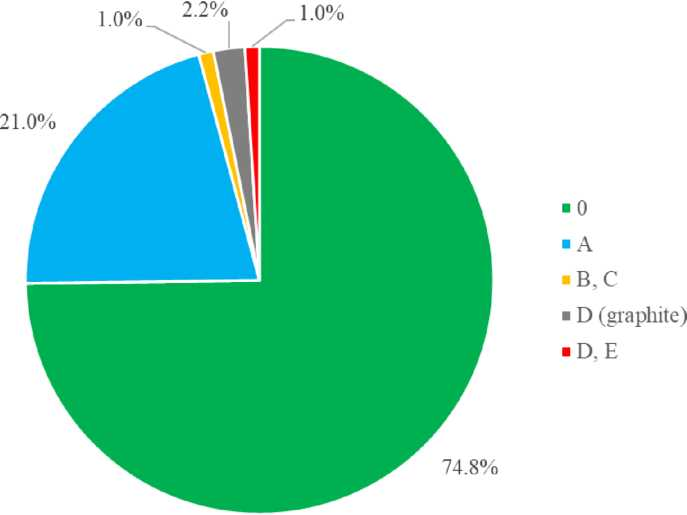 1.0%
2.2%
1.0%
21.0%
0
A
B, C
D (graphite)
D, E
74.8%